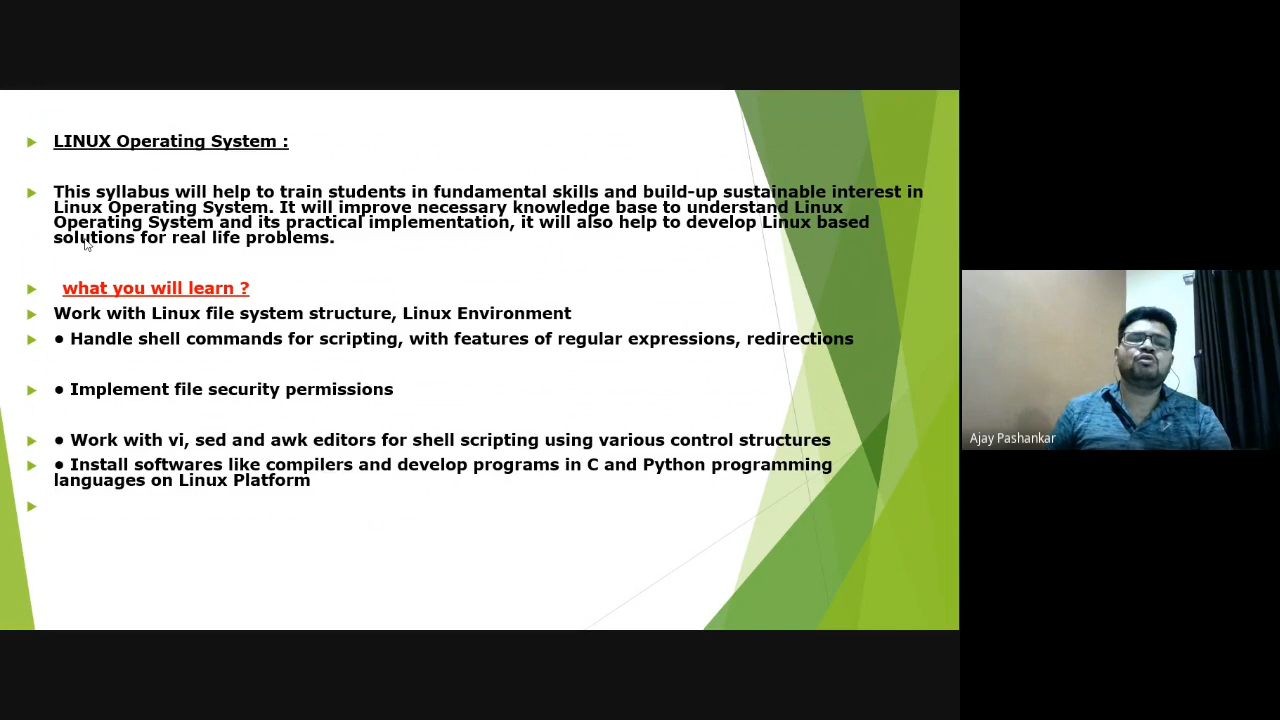 LINUX Operating System :
This syllabus will help to train students in fundamental skills and build-up sustainable interest in
Linux Operating System. It will improve necessary knowledge base to understand Linux
Operating System and its practical implementation, it will also help to develop Linux based
solutions for real life problems.
what you will learn ?
Work with Linux file system structure, Linux Environment
● Handle shell commands for scripting, with features of regular expressions, redirections
● Implement file security permissions
● Work with vi, sed and awk editors for shell scripting using various control structures
● Install softwares like compilers and develop programs in C and Python programming
languages on Linux Platform
Ajay Pashankar